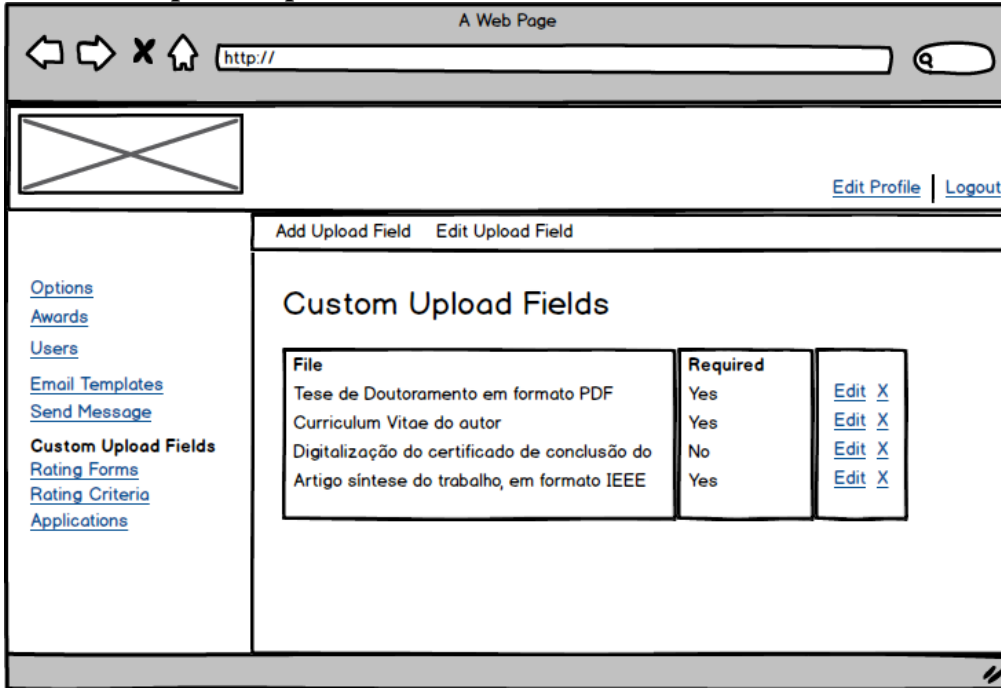 A Web Page
http://
Edit Profile Logout
Add Upload Field Edit Upload Field
Options
Awards
Users
Email Templates
Send Message
Custom Upload Fields
Rating Forms
Rating Criteria
Applications
Custom Upload Fields
File Required
Tese de Doutoramento em formato PDF Yes Edit X
Curriculum Vitae do autor Yes Edit X
Digitalização do certificado de conclusão do No Edit X
Artigo síntese do trabalho, em formato IEEE Yes Edit X